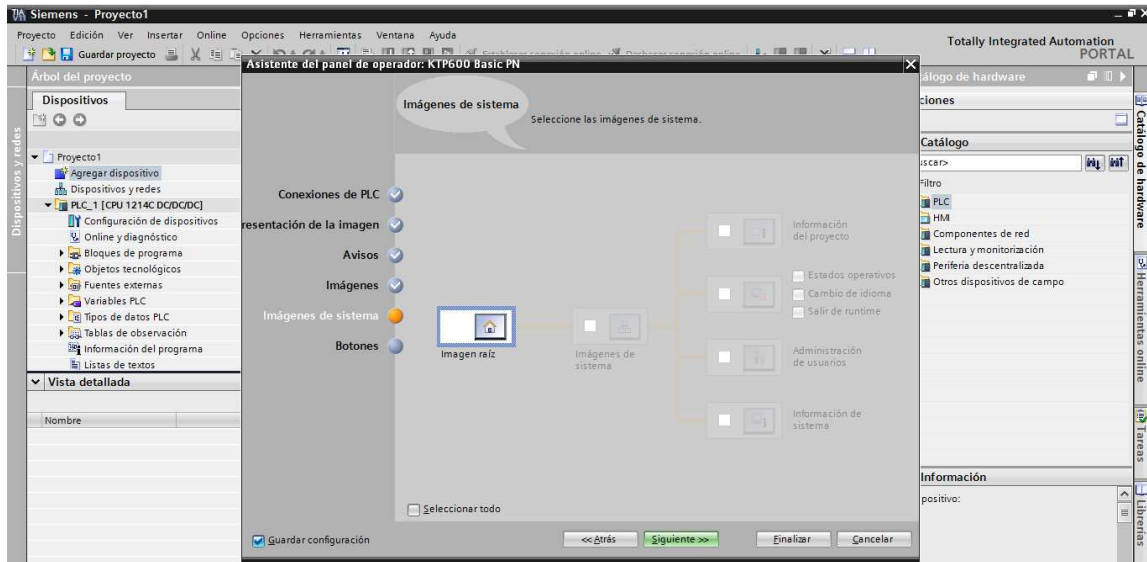 Siemens - Proyecto1
Proyecto Edición Ver Insertar Online Opciones Herramientas Ventana Ayuda
Guardar proyecto
Totally Integrated Automation
PORTAL
Árbol del proyecto
Dispositivos
Dispositivos y redes
Proyecto1
Agregar dispositivo
Dispositivos y redes
PLC_1 [CPU 1214C DC/DC/DC]
Configuración de dispositivos
Online y diagnóstico
Bloques de programa
Objetos tecnológicos
Fuentes externas
Variables PLC
Tipos de datos PLC
Tablas de observación
Información del programa
Listas de textos
Vista detallada
Nombre
Asistente del panel de operador: KTP600 Basic PN
Imágenes de sistema
Seleccione las imágenes de sistema.
Conexiones de PLC
resentación de la imagen
Avisos
Imágenes
Imágenes de sistema
Botones
Imagen raíz
Imágenes de
sistema
Información
del proyecto
Estados operativos
Cambio de idioma
Salir de runtime
Administración
de usuarios
Información de
sistema
Seleccionar todo
Guardar configuración
<< Atrás
Siguiente >>
Finalizar
Cancelar
álogo de hardware
ciones
Catálogo
iscar>
Filtro
PLC
HMI
Componentes de red
Lectura y monitorización
Periferia descentralizada
Otros dispositivos de campo
Información
positivo:
Catálogo de hardware
Herramientas online
Tareas
Librerías